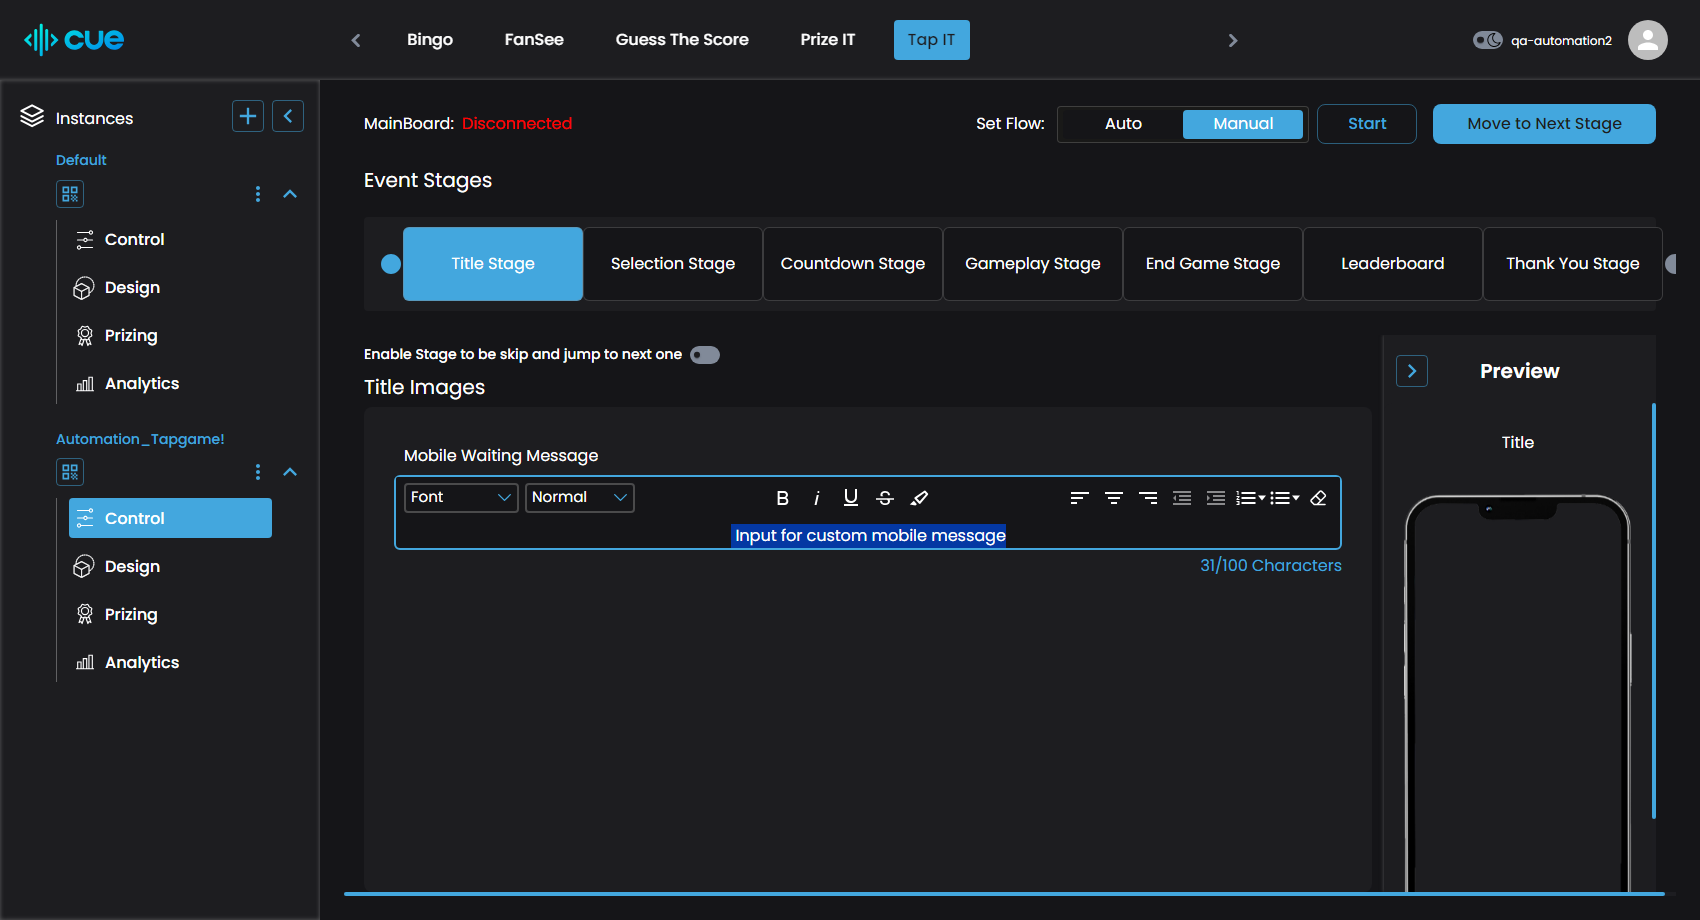 cue
Bingo
FanSee
Guess The Score
Prize IT
Tap IT
qa-automation2
Instances
Default
Control
Design
Prizing
Analytics
Automation_Tapgame!
Control
Design
Prizing
Analytics
MainBoard: Disconnected
Set Flow:
Auto
Manual
Start
Move to Next Stage
Event Stages
Title Stage
Selection Stage
Countdown Stage
Gameplay Stage
End Game Stage
Leaderboard
Thank You Stage
Enable Stage to be skip and jump to next one
Title Images
Mobile Waiting Message
Font
Normal
B
i
U
S
Input for custom mobile message
31/100 Characters
Preview
Title